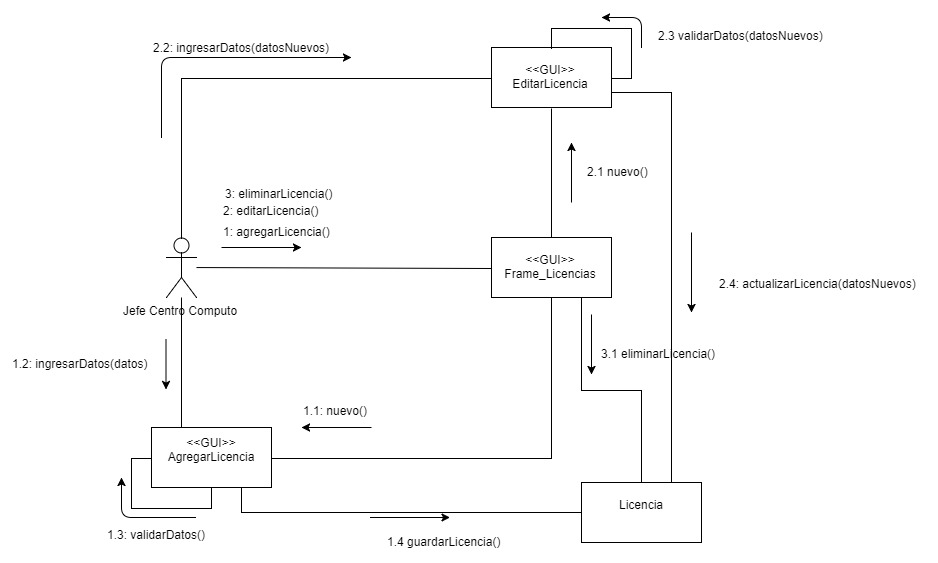 2.3 validarDatos(datosNuevos)
2.2: ingresarDatos(datosNuevos)
<<GUI>>
EditarLicencia
2.1 nuevo()
3: eliminarLicencia()
2: editarLicencia()
1: agregarLicencia()
<<GUI>>
Frame_Licencias
2.4: actualizarLicencia(datosNuevos)
Jefe Centro Computo
3.1 eliminarLicencia()
1.2: ingresarDatos(datos)
1.1: nuevo()
<<GUI>>
AgregarLicencia
Licencia
1.3: validarDatos()
1.4 guardarLicencia()